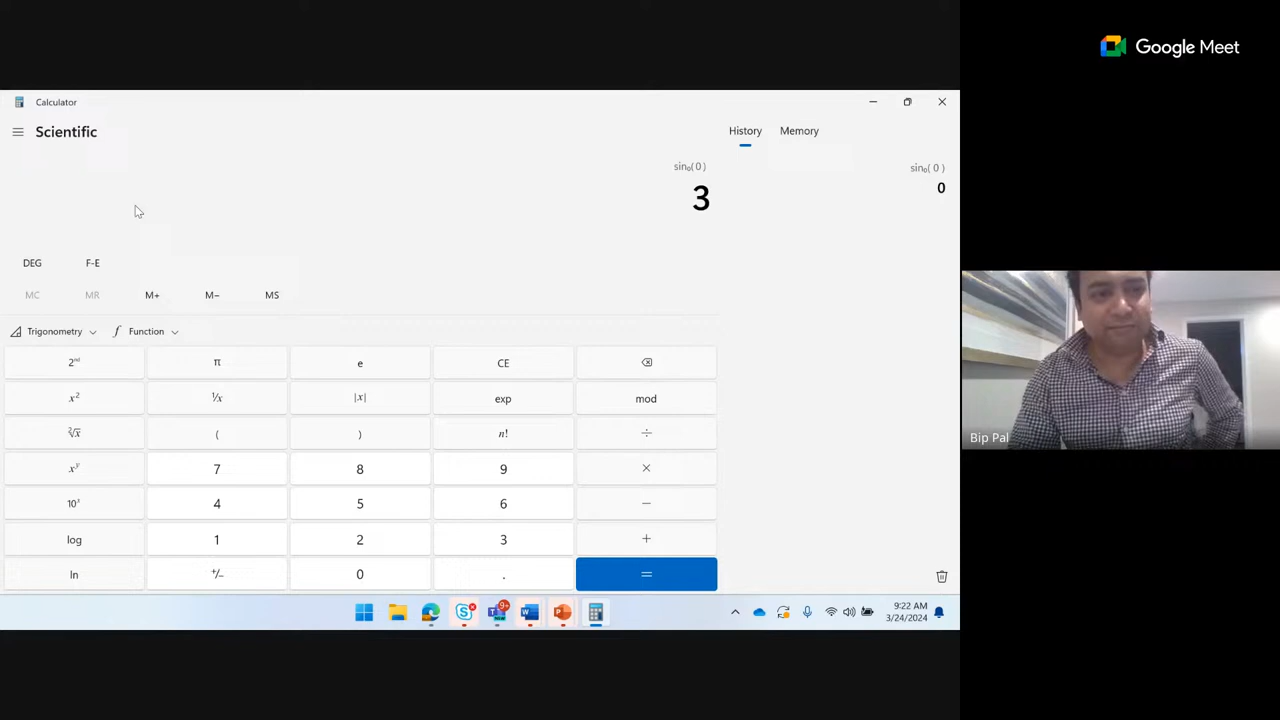 Google Meet
Calculator
Scientific
History Memory
sin₀( 0 )
3
sin₀( 0 )
0
DEG F-E
MC MR M+ M− MS
Trigonometry f Function
2ⁿᵈ π e CE
x² ¹⁄x |x| exp mod
²√x ( ) n! ÷
xʸ 7 8 9 ×
10ˣ 4 5 6 −
log 1 2 3 +
ln +/− 0 . =
Bip Pal
9+
NEW
9:22 AM
3/24/2024